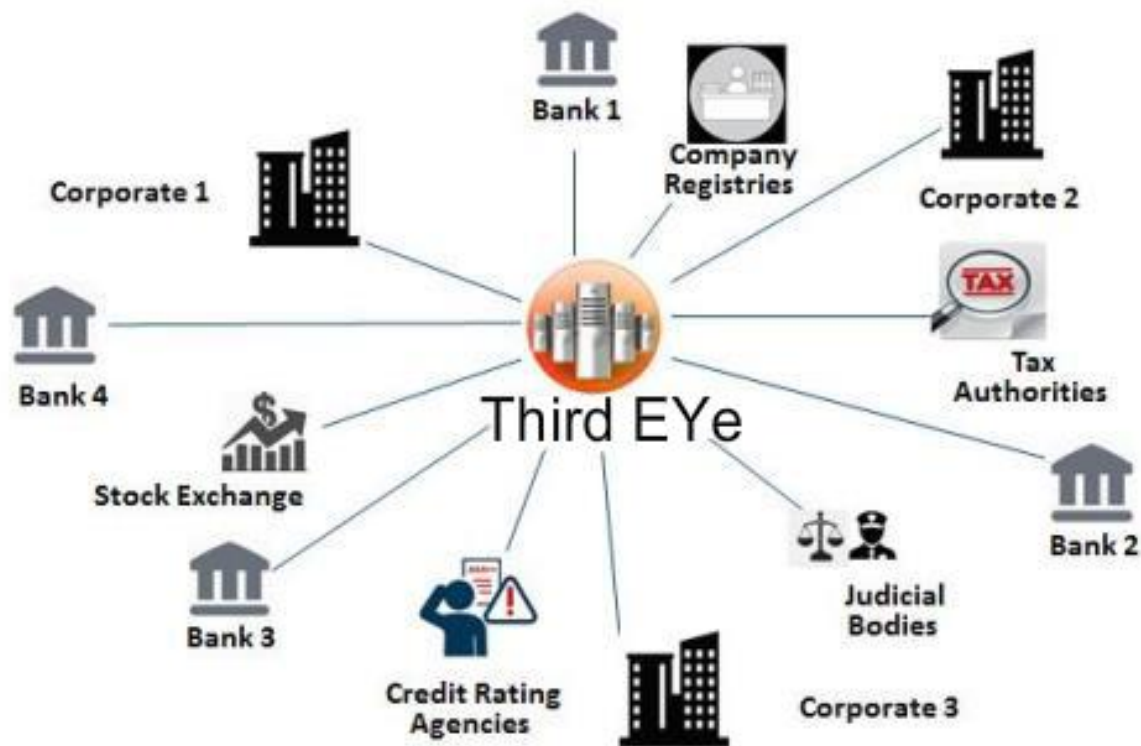 Bank 1
Company
Registries
Corporate 1
Corporate 2
TAX
Tax
Authorities
Bank 4
Third EYe
Stock Exchange
Bank 2
Bank 3
Judicial
Bodies
Credit Rating
Agencies
Corporate 3